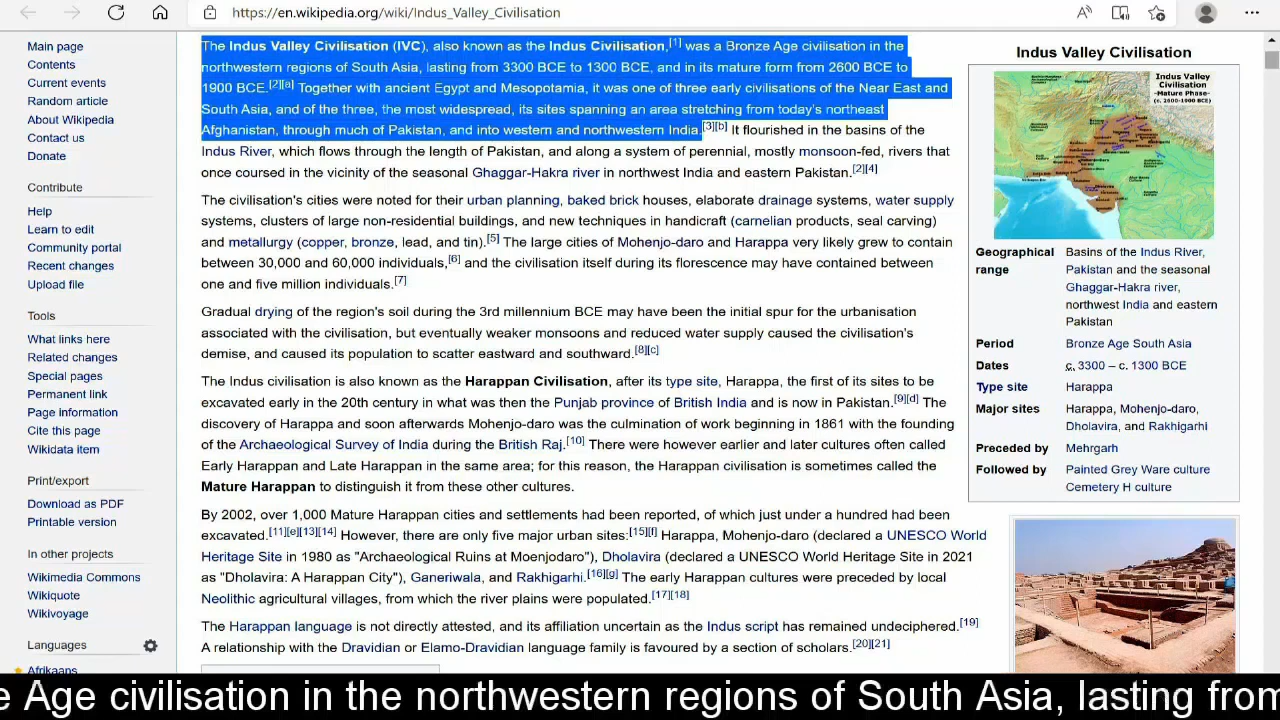 https://en.wikipedia.org/wiki/Indus_Valley_Civilisation
Main page
Contents
Current events
Random article
About Wikipedia
Contact us
Donate
Contribute
Help
Learn to edit
Community portal
Recent changes
Upload file
Tools
What links here
Related changes
Special pages
Permanent link
Page information
Cite this page
Wikidata item
Print/export
Download as PDF
Printable version
In other projects
Wikimedia Commons
Wikiquote
Wikivoyage
Languages
Afrikaans
The Indus Valley Civilisation (IVC), also known as the Indus Civilisation,[1] was a Bronze Age civilisation in the
northwestern regions of South Asia, lasting from 3300 BCE to 1300 BCE, and in its mature form from 2600 BCE to
1900 BCE.[2][a] Together with ancient Egypt and Mesopotamia, it was one of three early civilisations of the Near East and
South Asia, and of the three, the most widespread, its sites spanning an area stretching from today's northeast
Afghanistan, through much of Pakistan, and into western and northwestern India.[3][b] It flourished in the basins of the
Indus River, which flows through the length of Pakistan, and along a system of perennial, mostly monsoon-fed, rivers that
once coursed in the vicinity of the seasonal Ghaggar-Hakra river in northwest India and eastern Pakistan.[2][4]
The civilisation's cities were noted for their urban planning, baked brick houses, elaborate drainage systems, water supply
systems, clusters of large non-residential buildings, and new techniques in handicraft (carnelian products, seal carving)
and metallurgy (copper, bronze, lead, and tin).[5] The large cities of Mohenjo-daro and Harappa very likely grew to contain
between 30,000 and 60,000 individuals,[6] and the civilisation itself during its florescence may have contained between
one and five million individuals.[7]
Gradual drying of the region's soil during the 3rd millennium BCE may have been the initial spur for the urbanisation
associated with the civilisation, but eventually weaker monsoons and reduced water supply caused the civilisation's
demise, and caused its population to scatter eastward and southward.[8][c]
The Indus civilisation is also known as the Harappan Civilisation, after its type site, Harappa, the first of its sites to be
excavated early in the 20th century in what was then the Punjab province of British India and is now in Pakistan.[9][d] The
discovery of Harappa and soon afterwards Mohenjo-daro was the culmination of work beginning in 1861 with the founding
of the Archaeological Survey of India during the British Raj.[10] There were however earlier and later cultures often called
Early Harappan and Late Harappan in the same area; for this reason, the Harappan civilisation is sometimes called the
Mature Harappan to distinguish it from these other cultures.
By 2002, over 1,000 Mature Harappan cities and settlements had been reported, of which just under a hundred had been
excavated.[11][e][13][14] However, there are only five major urban sites:[15][f] Harappa, Mohenjo-daro (declared a UNESCO World
Heritage Site in 1980 as "Archaeological Ruins at Moenjodaro"), Dholavira (declared a UNESCO World Heritage Site in 2021
as "Dholavira: A Harappan City"), Ganeriwala, and Rakhigarhi.[16][g] The early Harappan cultures were preceded by local
Neolithic agricultural villages, from which the river plains were populated.[17][18]
The Harappan language is not directly attested, and its affiliation uncertain as the Indus script has remained undeciphered.[19]
A relationship with the Dravidian or Elamo-Dravidian language family is favoured by a section of scholars.[20][21]
Indus Valley Civilisation
Indus Valley
Civilisation
-Mature Phase-
Geographical range Basins of the Indus River,
Pakistan and the seasonal
Ghaggar-Hakra river,
northwest India and eastern
Pakistan
Period Bronze Age South Asia
Dates c. 3300 – c. 1300 BCE
Type site Harappa
Major sites Harappa, Mohenjo-daro,
Dholavira, and Rakhigarhi
Preceded by Mehrgarh
Followed by Painted Grey Ware culture
Cemetery H culture
e Age civilisation in the northwestern regions of South Asia, lasting from